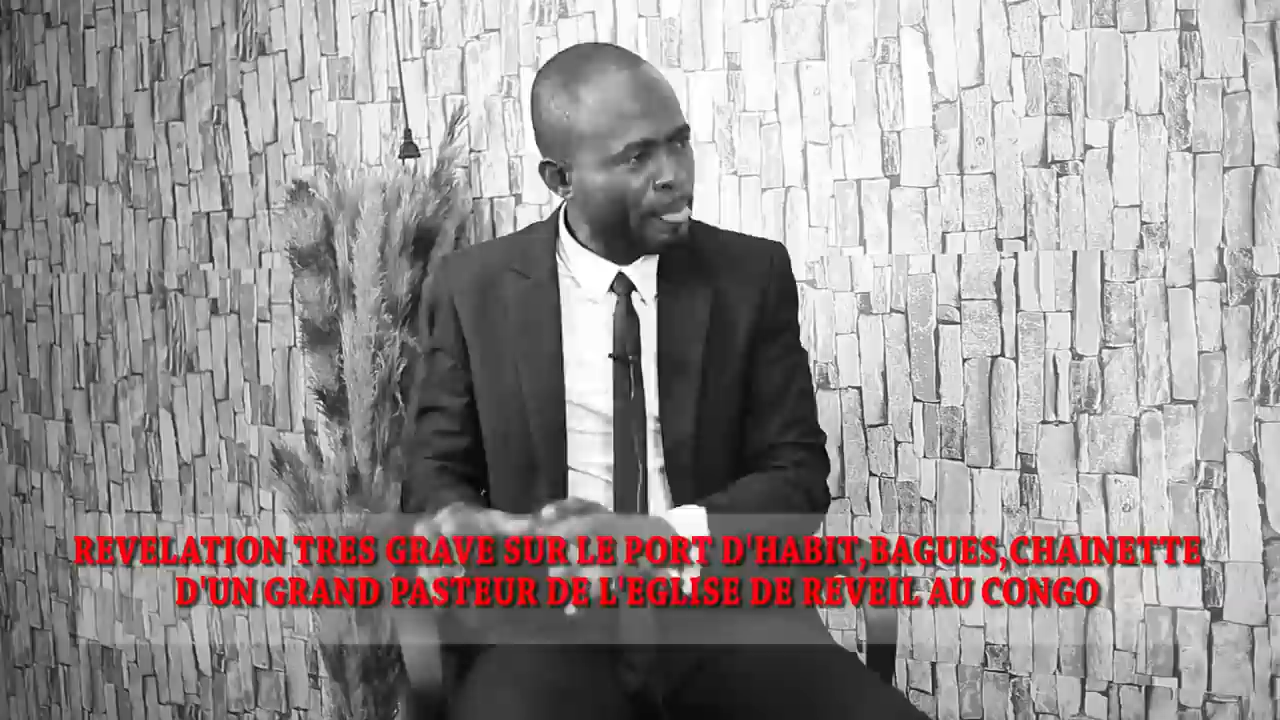 REVELATION TRES GRAVE SUR LE PORT D'HABIT,BAGUES,CHAINETTE
D'UN GRAND PASTEUR DE L'EGLISE DE REVEIL AU CONGO